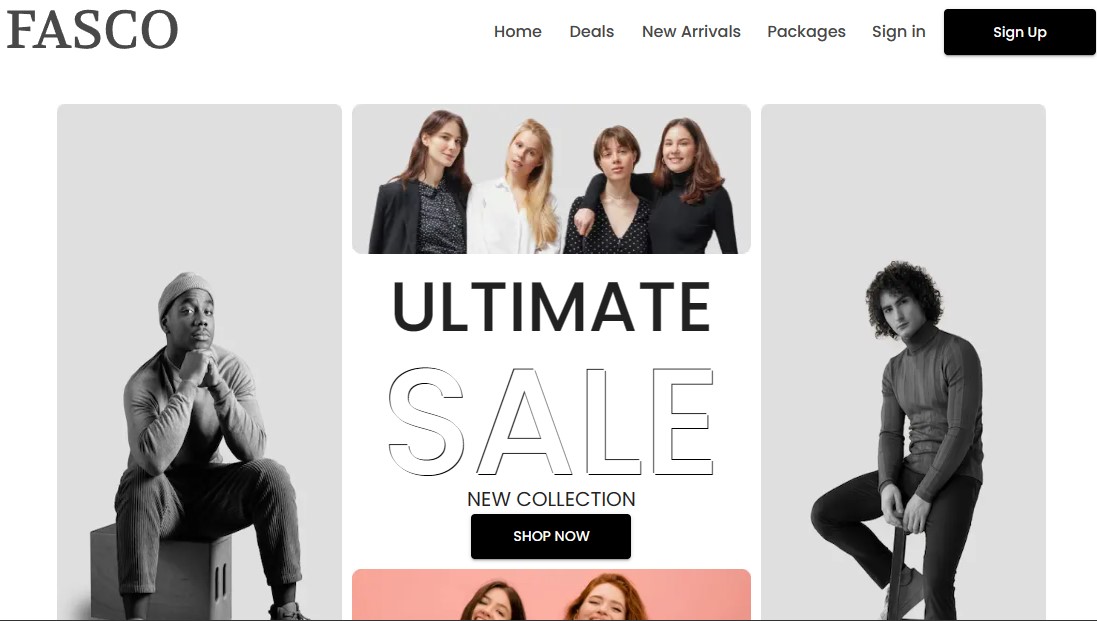 FASCO
Home Deals New Arrivals Packages Sign in Sign Up
ULTIMATE
SALE
NEW COLLECTION
SHOP NOW